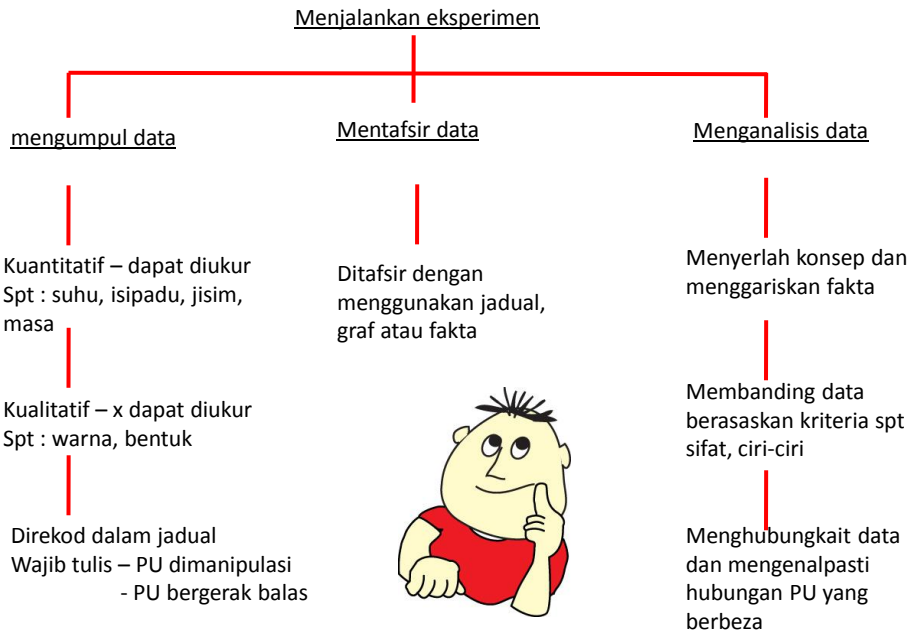 Menjalankan eksperimen
mengumpul data
Kuantitatif – dapat diukur
Spt : suhu, isipadu, jisim,
masa
Kualitatif – x dapat diukur
Spt : warna, bentuk
Direkod dalam jadual
Wajib tulis – PU dimanipulasi
- PU bergerak balas
Mentafsir data
Ditafsir dengan
menggunakan jadual,
graf atau fakta
Menganalisis data
Menyerlah konsep dan
menggariskan fakta
Membanding data
berasaskan kriteria spt
sifat, ciri-ciri
Menghubungkait data
dan mengenalpasti
hubungan PU yang
berbeza